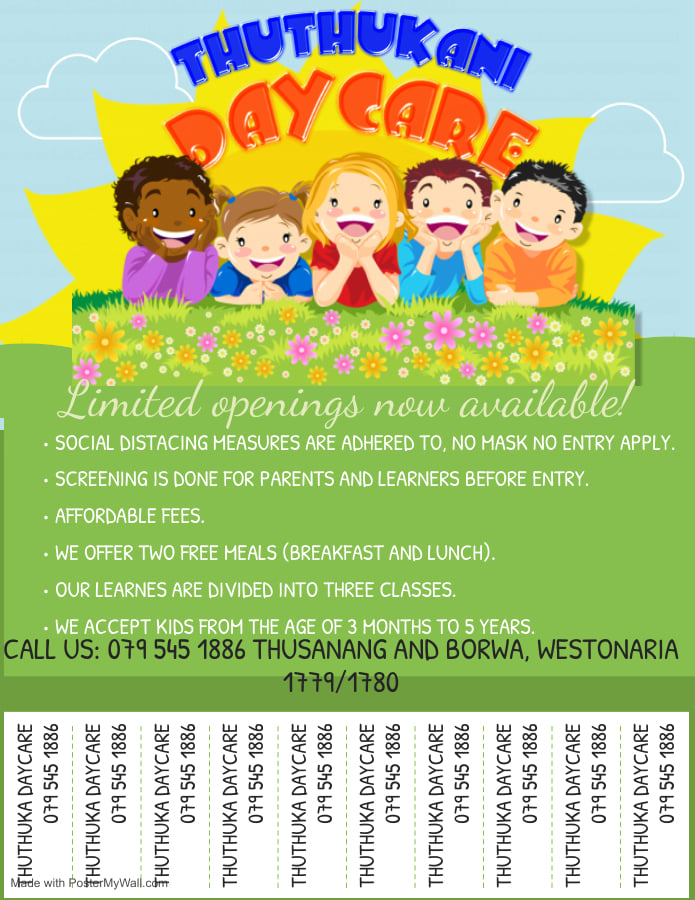 THUTHUKANI
DAY CARE
Limited openings now available!
• SOCIAL DISTACING MEASURES ARE ADHERED TO, NO MASK NO ENTRY APPLY.
• SCREENING IS DONE FOR PARENTS AND LEARNERS BEFORE ENTRY.
• AFFORDABLE FEES.
• WE OFFER TWO FREE MEALS (BREAKFAST AND LUNCH).
• OUR LEARNES ARE DIVIDED INTO THREE CLASSES.
• WE ACCEPT KIDS FROM THE AGE OF 3 MONTHS TO 5 YEARS.
CALL US: 079 545 1886 THUSANANG AND BORWA, WESTONARIA
1779/1780
THUTHUKA DAYCARE
079 545 1886
THUTHUKA DAYCARE
079 545 1886
THUTHUKA DAYCARE
079 545 1886
THUTHUKA DAYCARE
079 545 1886
THUTHUKA DAYCARE
079 545 1886
THUTHUKA DAYCARE
079 545 1886
THUTHUKA DAYCARE
079 545 1886
THUTHUKA DAYCARE
079 545 1886
THUTHUKA DAYCARE
079 545 1886
THUTHUKA DAYCARE
079 545 1886
Made with PosterMyWall.com